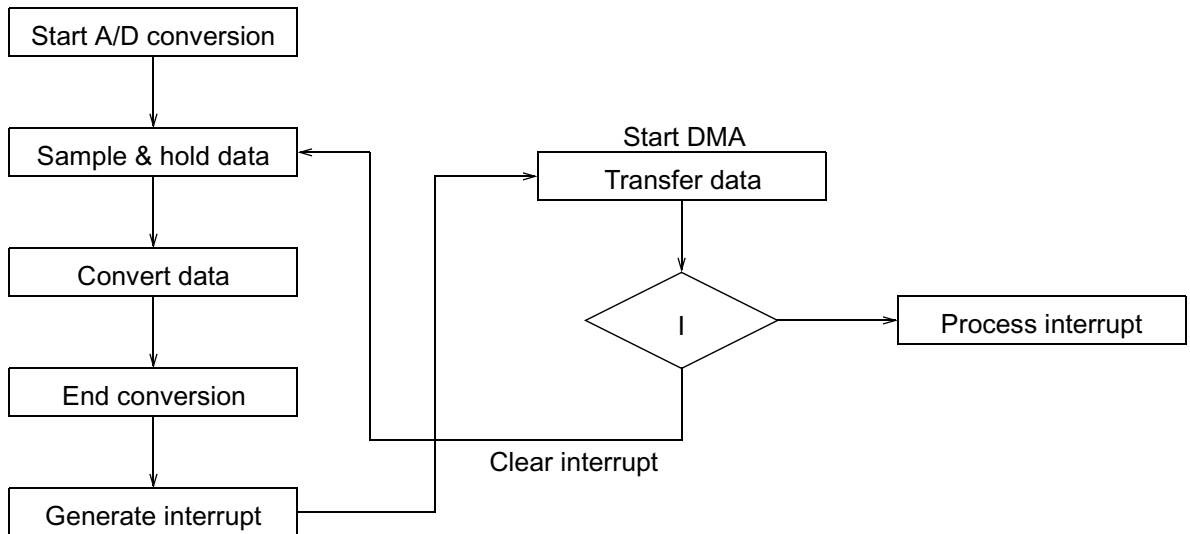 Start A/D conversion
Sample & hold data
Convert data
End conversion
Generate interrupt
Start DMA
Transfer data
I
Process interrupt
Clear interrupt